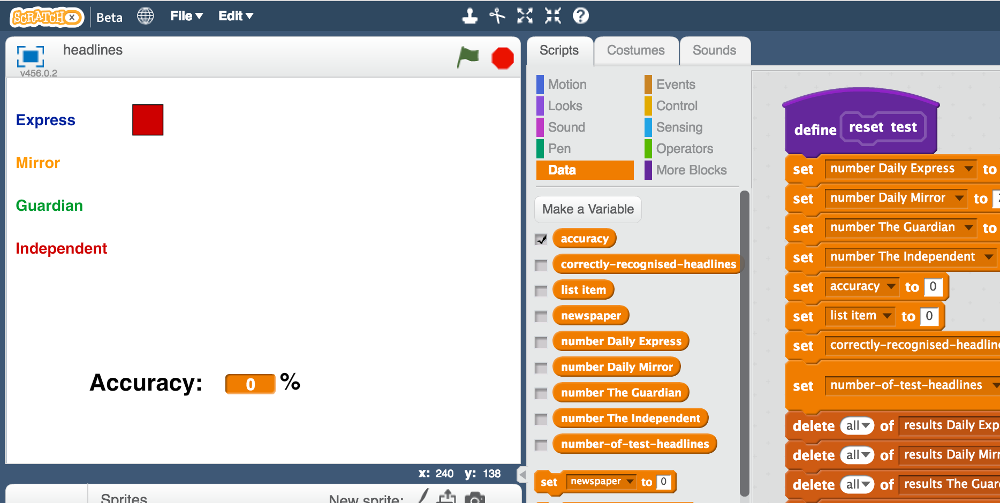 SCRATCHX Beta File Edit ?
headlines
v456.0.2
Express
Mirror
Guardian
Independent
Accuracy: 0 %
x: 240 y: 138
Sprites New sprite:
Scripts Costumes Sounds
Motion Events
Looks Control
Sound Sensing
Pen Operators
Data More Blocks
Make a Variable
accuracy
correctly-recognised-headlines
list item
newspaper
number Daily Express
number Daily Mirror
number The Guardian
number The Independent
number-of-test-headlines
set newspaper to 0
define reset test
set number Daily Express to
set number Daily Mirror to
set number The Guardian to
set number The Independent
set accuracy to 0
set list item to 0
set correctly-recognised-headline
set number-of-test-headlines
delete all of results Daily Exp
delete all of results Daily Mirr
delete all of results The Guar